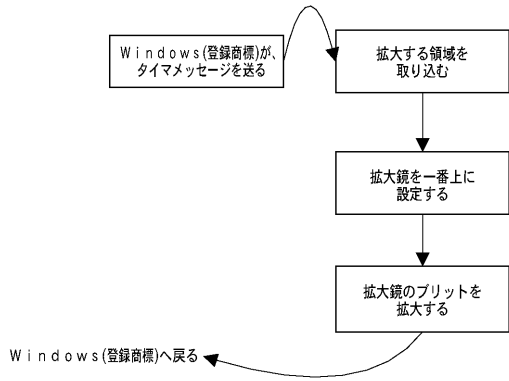 Ｗｉｎｄｏｗｓ(登録商標)が、
タイマメッセージを送る
拡大する領域を
取り込む
拡大鏡を一番上に
設定する
拡大鏡のブリットを
拡大する
Ｗｉｎｄｏｗｓ(登録商標)へ戻る